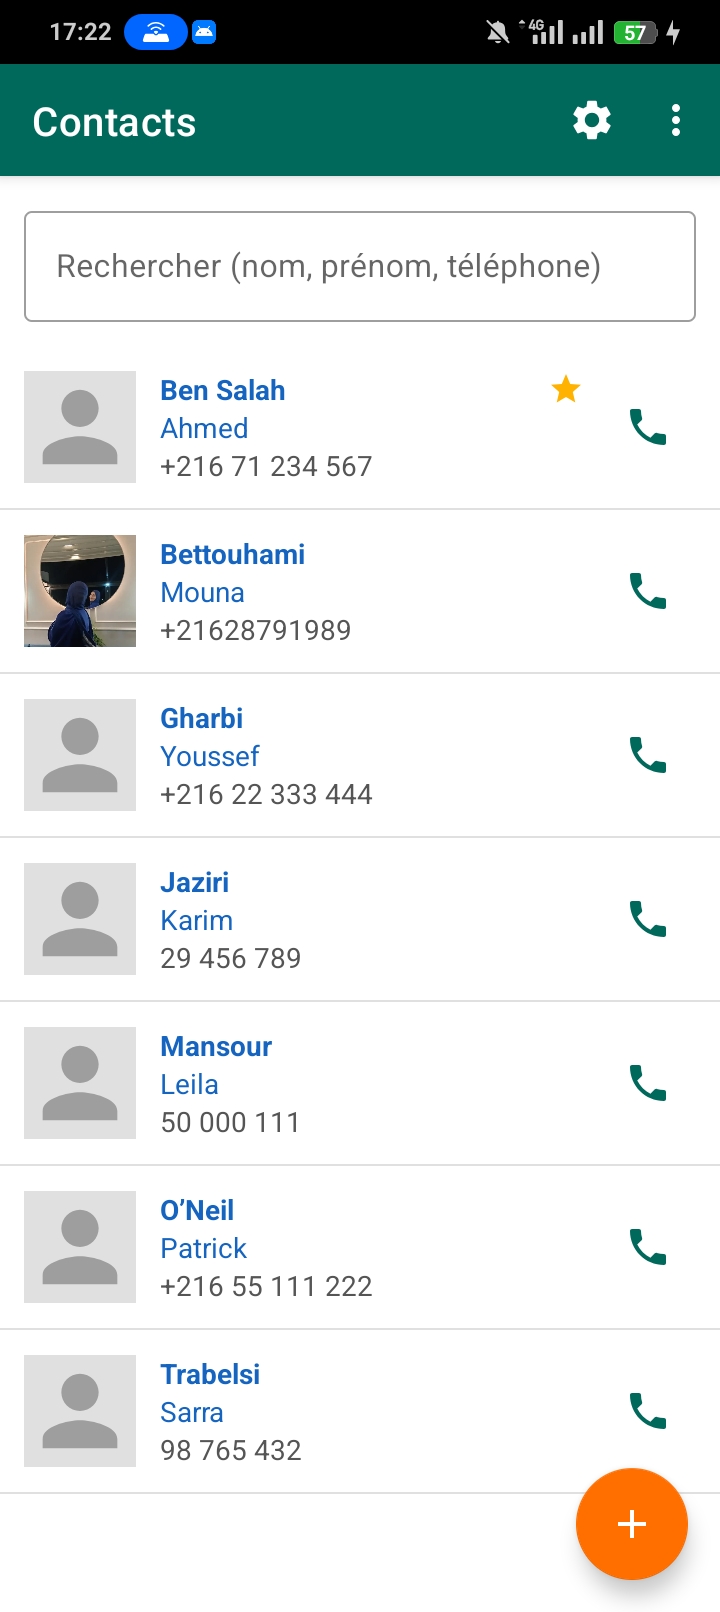 17:22
4G
57
Contacts
Rechercher (nom, prénom, téléphone)
Ben Salah
Ahmed
+216 71 234 567
Bettouhami
Mouna
+21628791989
Gharbi
Youssef
+216 22 333 444
Jaziri
Karim
29 456 789
Mansour
Leila
50 000 111
O’Neil
Patrick
+216 55 111 222
Trabelsi
Sarra
98 765 432